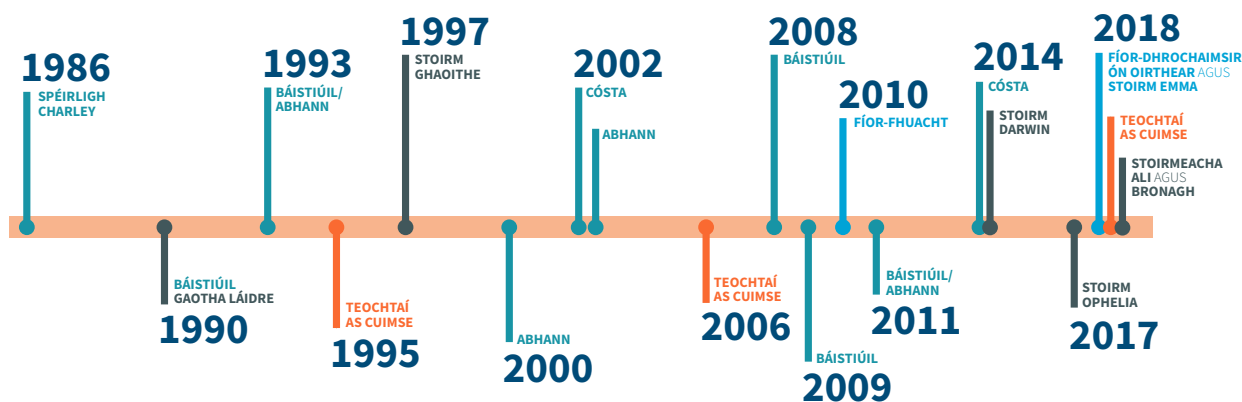 1986
SPÉIRLIGH
CHARLEY
BÁISTIÚIL
GAOTHA LÁIDRE
1990
1993
BÁISTIÚIL/
ABHANN
TEOCHTAÍ
AS CUIMSE
1995
1997
STOIRM
GHAOITHE
ABHANN
2000
2002
CÓSTA
ABHANN
TEOCHTAÍ
AS CUIMSE
2006
2008
BÁISTIÚIL
BÁISTIÚIL
2009
2010
FÍOR-FHUACHT
BÁISTIÚIL/
ABHANN
2011
2014
CÓSTA
STOIRM
DARWIN
STOIRM
OPHELIA
2017
2018
FÍOR-DHROCHAIMSIR
ÓN OIRTHEAR AGUS
STOIRM EMMA
TEOCHTAÍ
AS CUIMSE
STOIRMEACHA
ALI AGUS
BRONAGH